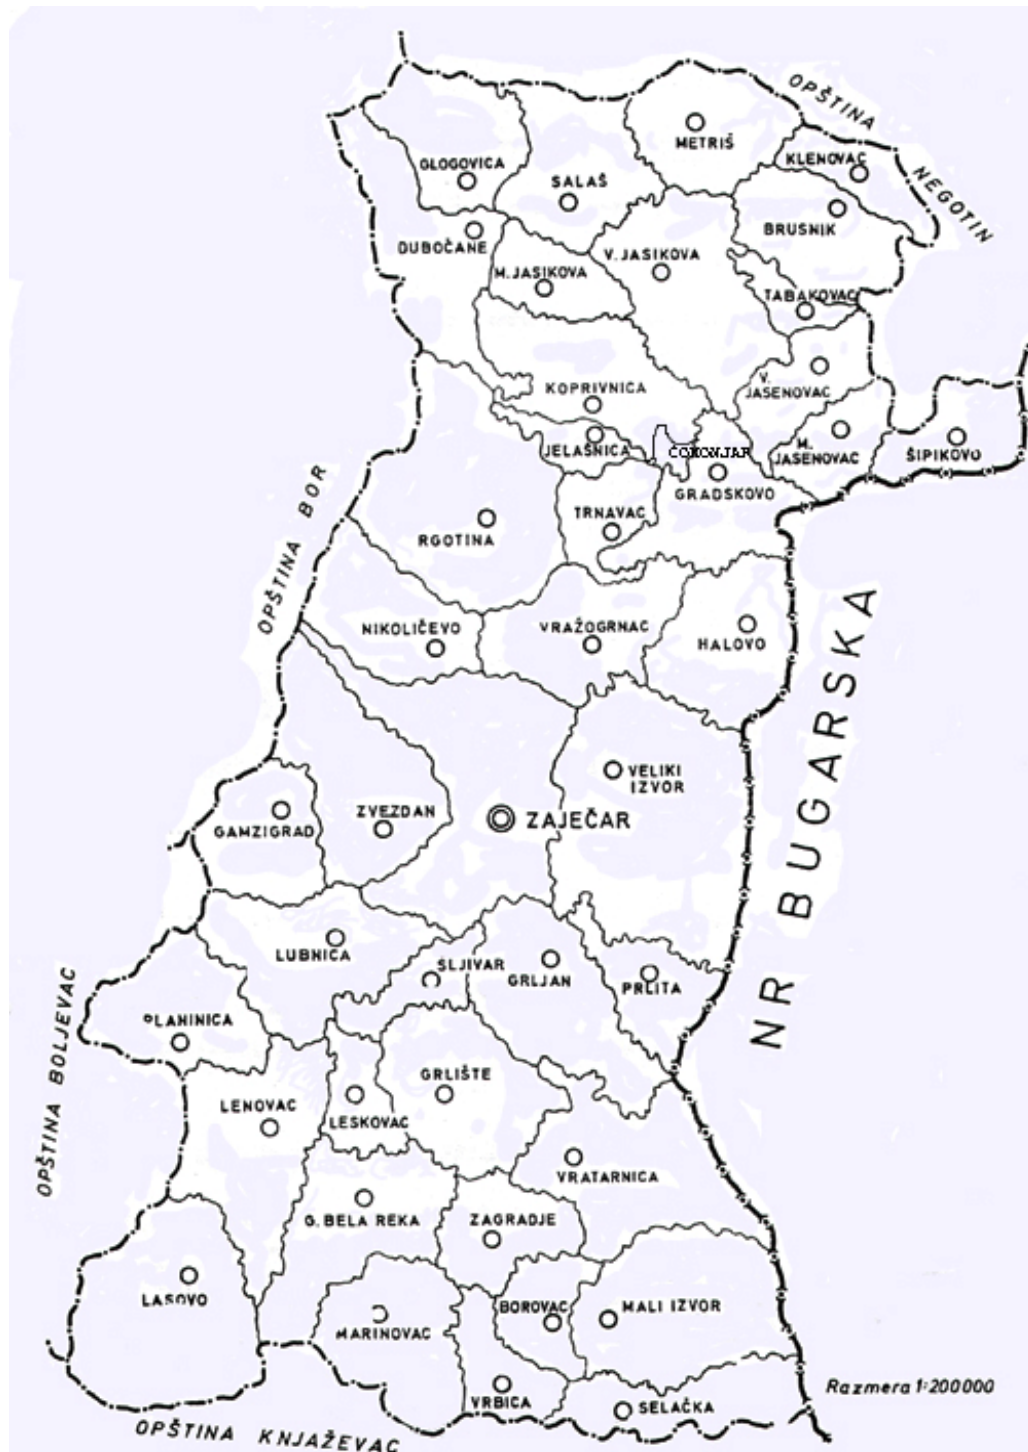 OPŠTINA
NEGOTIN
METRIŠ
KLENOVAC
GLOGOVICA
SALAŠ
BRUSNIK
DUBOČANE
V. JASIKOVA
M. JASIKOVA
TABAKOVAC
KOPRIVNICA
V.
JASENOVAC
JELAŠNICA
ČOKONJAR
M.
JASENOVAC
ŠIPIKOVO
GRADSKOVO
TRNAVAC
RGOTINA
OPŠTINA BOR
NIKOLIČEVO
VRAŽOGRNAC
HALOVO
NR BUGARSKA
VELIKI
IZVOR
GAMZIGRAD
ZVEZDAN
ZAJEČAR
LUBNICA
ŠLJIVAR
GRLJAN
PRLITA
OPŠTINA BOLJEVAC
LANINICA
GRLIŠTE
LENOVAC
LESKOVAC
VRATARNICA
G. BELA REKA
ZAGRADJE
LASOVO
MARINOVAC
BOROVAC
MALI IZVOR
VRBICA
SELAČKA
Razmera 1:200000
OPŠTINA KNJAŽEVAC